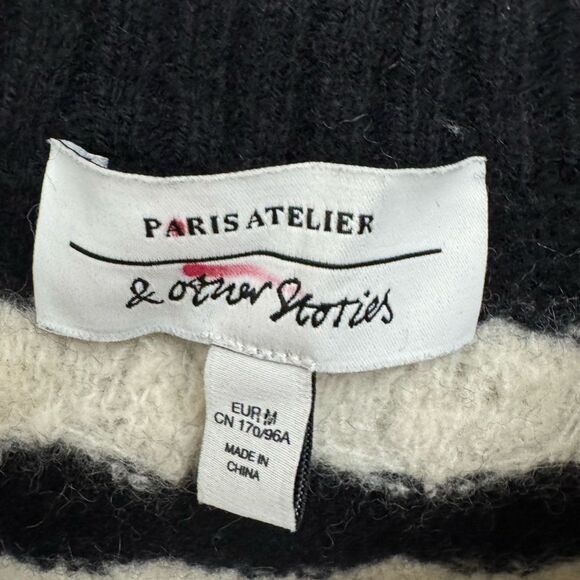 PARIS ATELIER
& other Stories
EUR M
CN 170/96A
MADE IN
CHINA